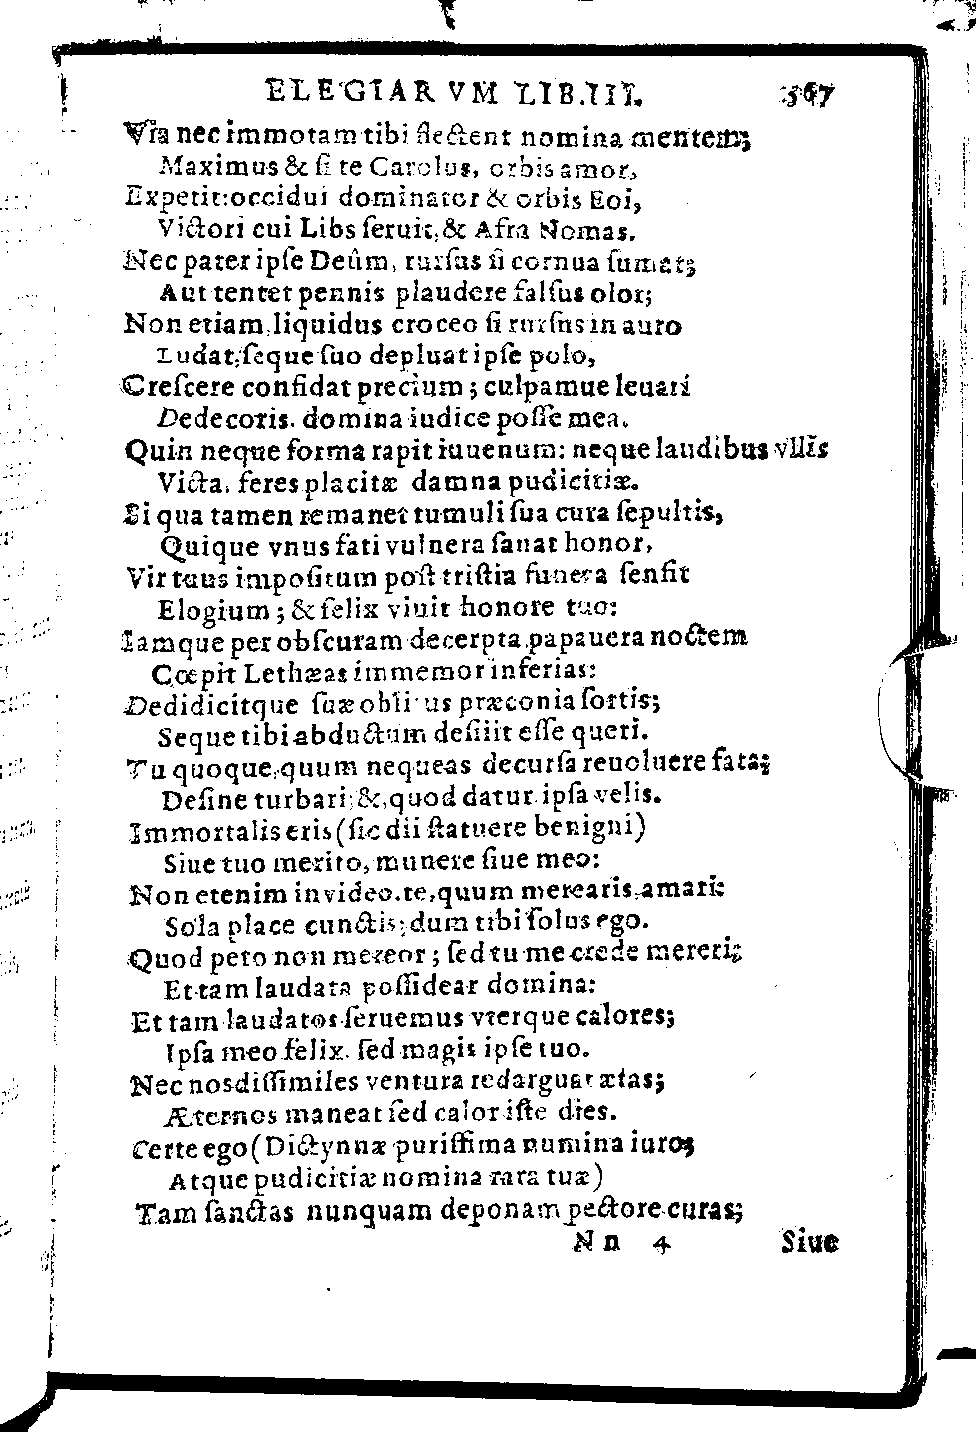 ELEGIARVM LIB.III. 367
Vra nec immotam tibi flectent nomina mentem;
Maximus & ſi te Carolus, orbis amor,
Expetit: occidui dominator & orbis Eoi,
Victori cui Libs ſeruit, & Afra Nomas.
Nec pater ipſe Deûm, rurſus ſi cornua ſumat;
Aut tentet pennis plaudere falſus olor;
Non etiam liquidus croceo ſi rurſus in auro
Ludat, ſeque ſuo depluat ipſe polo,
Creſcere confidat precium; culpamue leuari
Dedecoris. domina iudice poſſe mea.
Quin neque forma rapit iuuenum: neque laudibus vllis
Victa, feres placitæ damna pudicitiæ.
Si qua tamen remanet tumuli ſua cura ſepultis,
Quique vnus fati vulnera ſanat honor,
Vir tuus impoſitum poſt triſtia funera ſenſit
Elogium; & felix viuit honore tuo:
Iamque per obſcuram decerpta papauera noctem
Cœpit Lethæas immemor inferias:
Dedidicitque ſuæ oblitus præconia ſortis;
Seque tibi abductum deſiit eſſe queri.
Tu quoque, quum nequeas decurſa reuoluere fata;
Deſine turbari; &, quod datur ipſa velis.
Immortalis eris (ſic dii ſtatuere benigni)
Siue tuo merito, munere ſiue meo:
Non etenim invideo te, quum merearis, amari:
Sola place cunctis; dum tibi ſolus ego.
Quod peto non mereor; ſed tu me crede mereri;
Et tam laudata poſſidear domina:
Et tam laudatos ſeruemus vterque calores;
Ipſa meo felix. ſed magis ipſe tuo.
Nec nos diſſimiles ventura redarguat ætas;
Æternos maneat ſed calor iſte dies.
Certe ego (Dictynnæ puriſſima numina iuro;
Atque pudicitiæ nomina rara tuæ)
Tam ſanctas nunquam deponam pectore curas;
Nn 4 Siue